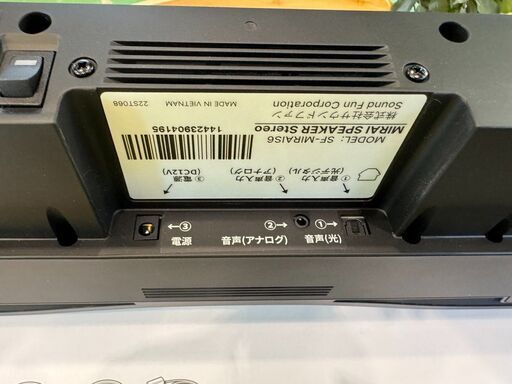 MODEL: SF-MIRAIS6
MIRAI SPEAKER Stereo
株式会社サウンドファン
Sound Fun Corporation
14423904195
MADE IN VIETNAM
22ST068
① 音声入力
(光デジタル)
② 音声入力
(アナログ)
③ 電源
(DC12V)
③
②
①
電源
音声(アナログ)
音声(光)